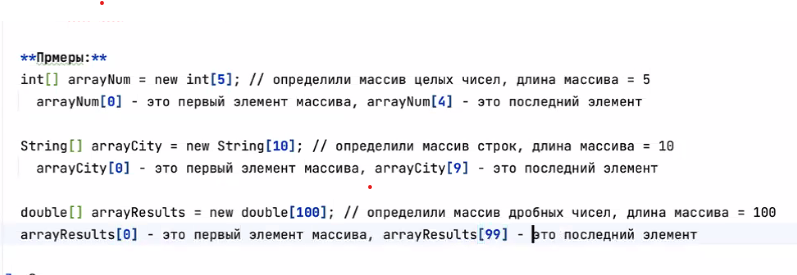 **Прмеры:**
int[] arrayNum = new int[5]; // определили массив целых чисел, длина массива = 5
arrayNum[0] - это первый элемент массива, arrayNum[4] - это последний элемент
String[] arrayCity = new String[10]; // определили массив строк, длина массива = 10
arrayCity[0] - это первый элемент массива, arrayCity[9] - это последний элемент
double[] arrayResults = new double[100]; // определили массив дробных чисел, длина массива = 100
arrayResults[0] - это первый элемент массива, arrayResults[99] - это последний элемент